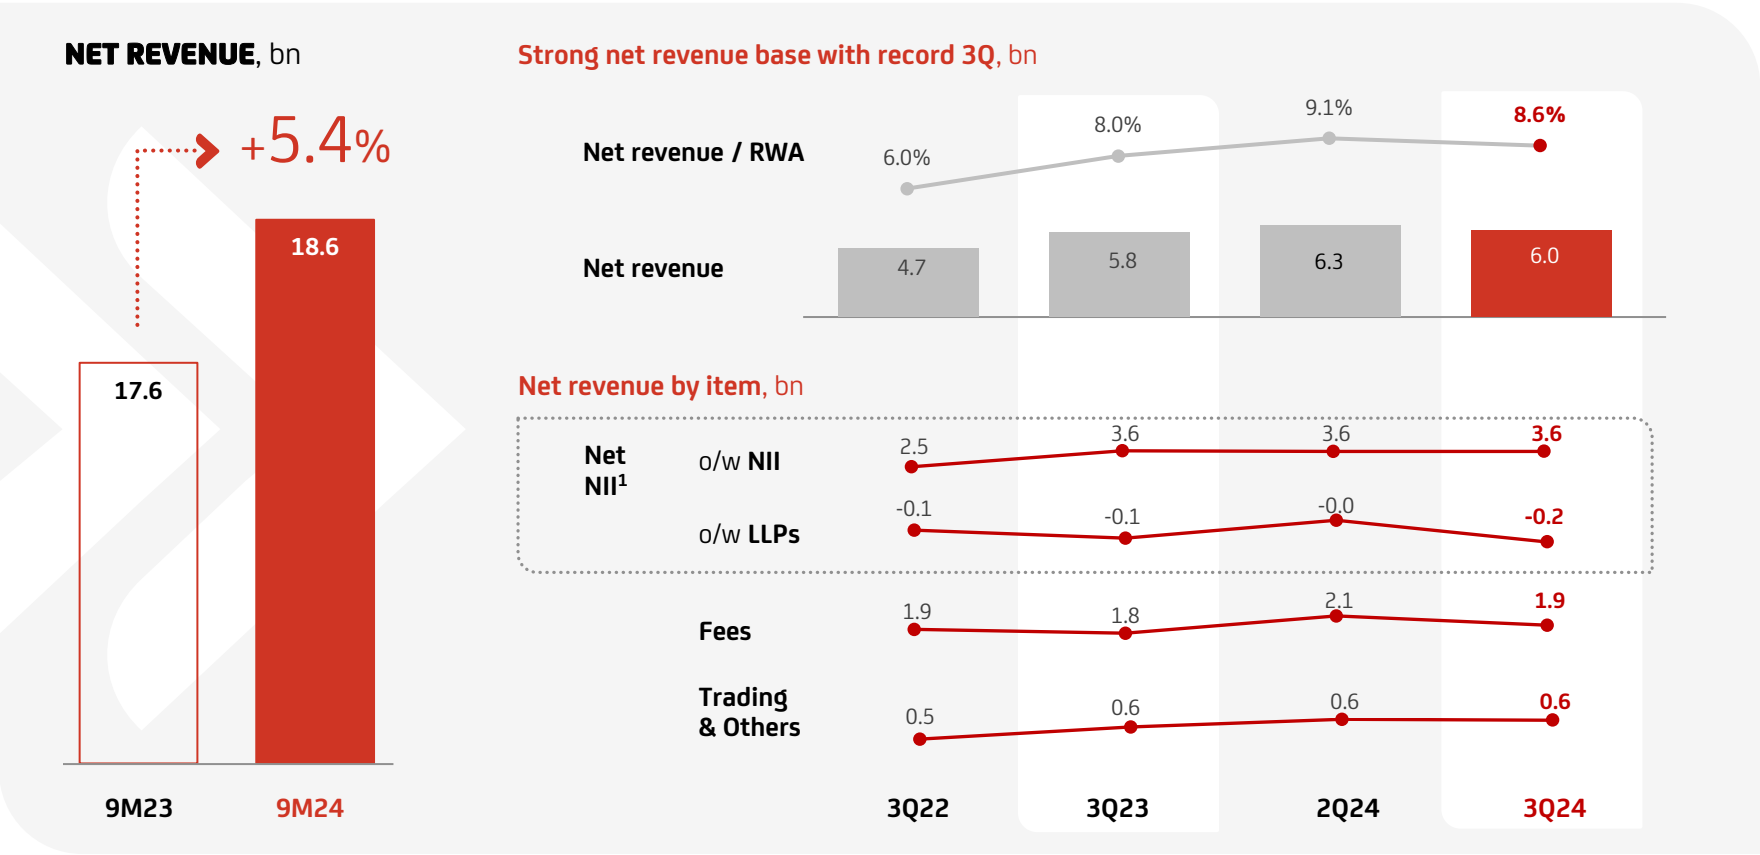 NET REVENUE, bn
+5.4%
18.6
17.6
9M23 9M24
Strong net revenue base with record 3Q, bn
Net revenue / RWA 6.0% 8.0% 9.1% 8.6%
Net revenue 4.7 5.8 6.3 6.0
Net revenue by item, bn
Net
NII¹
o/w NII 2.5 3.6 3.6 3.6
o/w LLPs -0.1 -0.1 -0.0 -0.2
Fees 1.9 1.8 2.1 1.9
Trading
& Others 0.5 0.6 0.6 0.6
3Q22 3Q23 2Q24 3Q24